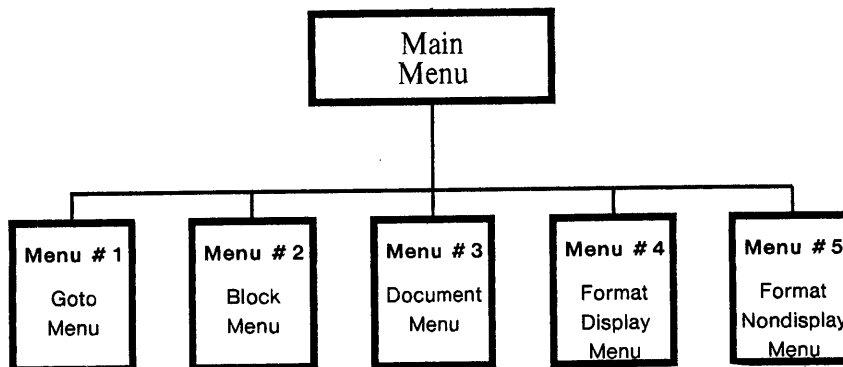 Main
Menu
Menu # 1
Goto
Menu
Menu # 2
Block
Menu
Menu # 3
Document
Menu
Menu # 4
Format
Display
Menu
Menu # 5
Format
Nondisplay
Menu